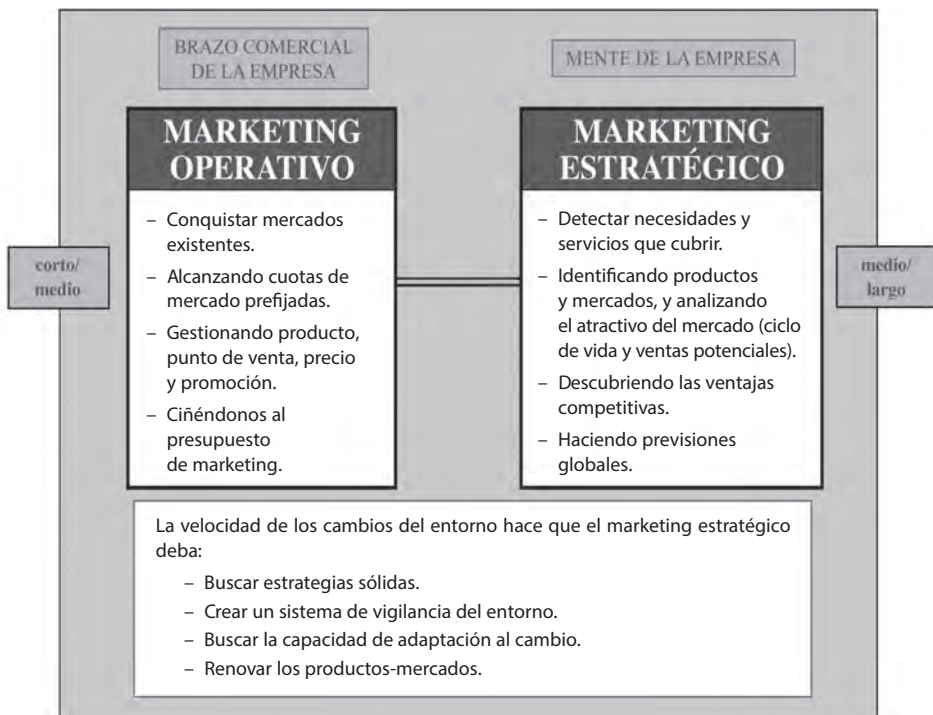 BRAZO COMERCIAL
DE LA EMPRESA
MENTE DE LA EMPRESA
MARKETING
OPERATIVO
– Conquistar mercados
existentes.
– Alcanzando cuotas de
mercado prefijadas.
– Gestionando producto,
punto de venta, precio
y promoción.
– Ciñéndonos al
presupuesto
de marketing.
MARKETING
ESTRATÉGICO
– Detectar necesidades y
servicios que cubrir.
– Identificando productos
y mercados, y analizando
el atractivo del mercado (ciclo
de vida y ventas potenciales).
– Descubriendo las ventajas
competitivas.
– Haciendo previsiones
globales.
corto/
medio
medio/
largo
La velocidad de los cambios del entorno hace que el marketing estratégico
deba:
– Buscar estrategias sólidas.
– Crear un sistema de vigilancia del entorno.
– Buscar la capacidad de adaptación al cambio.
– Renovar los productos-mercados.